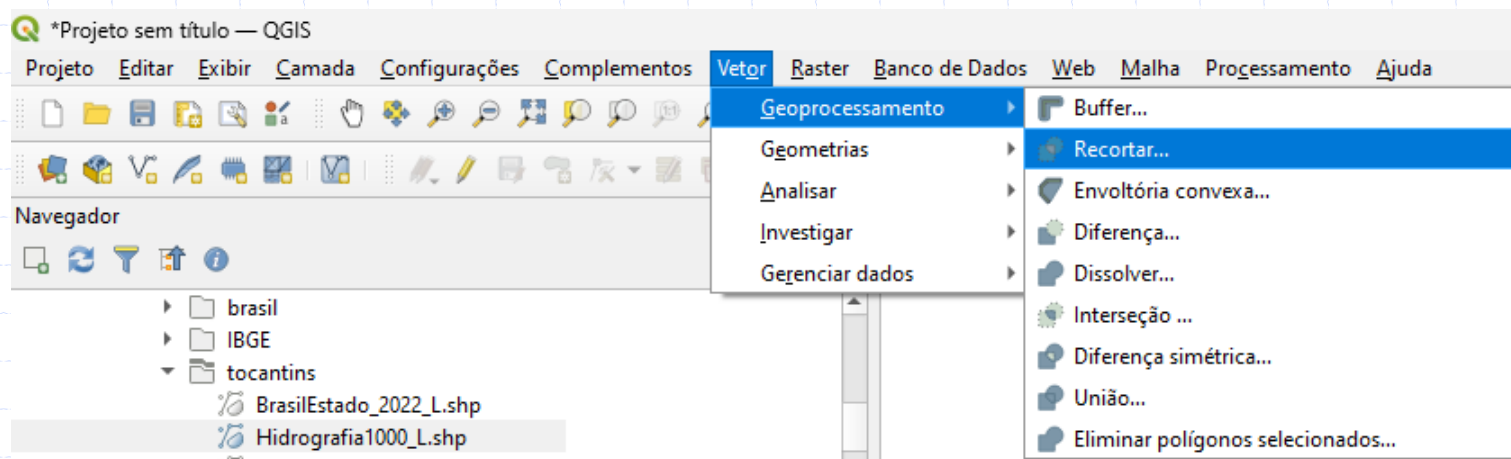 *Projeto sem título — QGIS
Projeto Editar Exibir Camada Configurações Complementos Vetor Raster Banco de Dados Web Malha Processamento Ajuda
Geoprocessamento
Geometrias
Analisar
Investigar
Gerenciar dados
Buffer...
Recortar...
Envoltória convexa...
Diferença...
Dissolver...
Interseção ...
Diferença simétrica...
União...
Eliminar polígonos selecionados...
Navegador
brasil
IBGE
tocantins
BrasilEstado_2022_L.shp
Hidrografia1000_L.shp